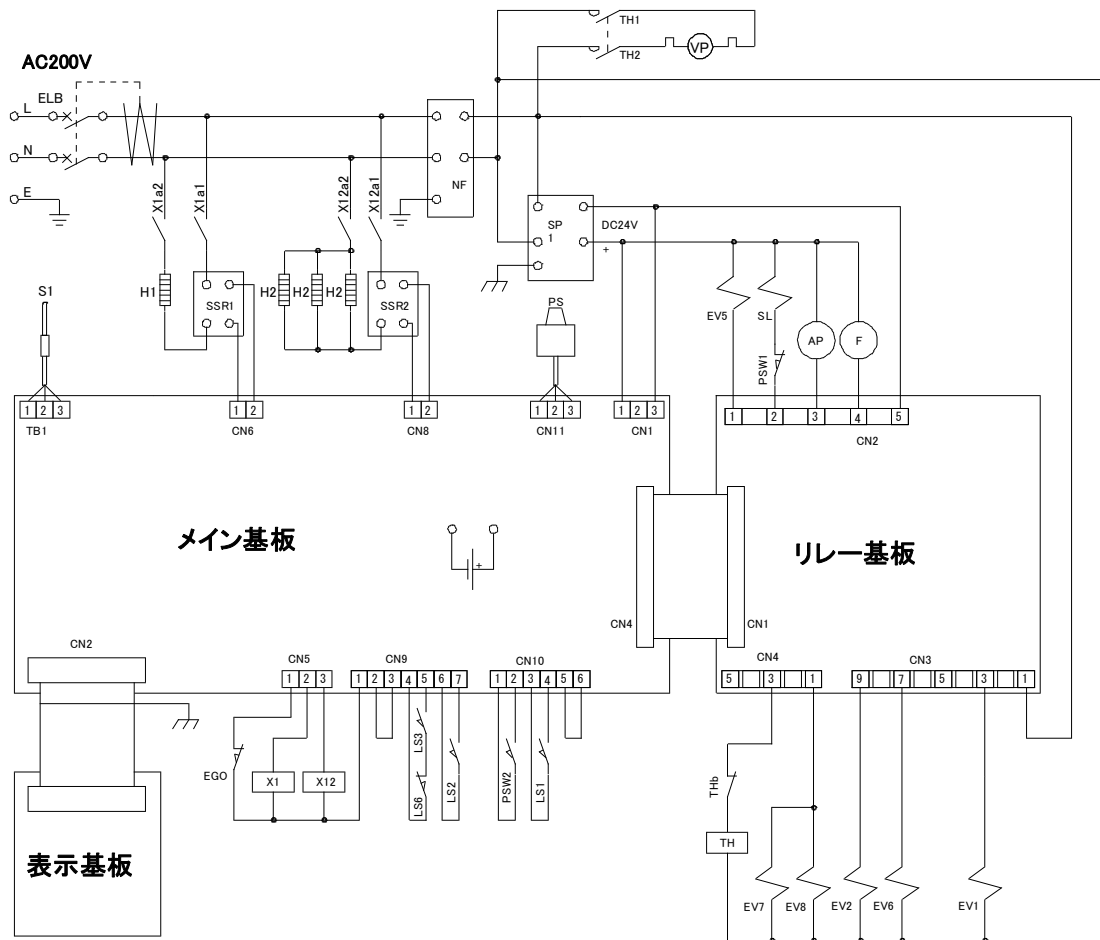 TH1
TH2
VP
AC200V
ELB
L
N
E
NF
X1a2
X1a1
X12a2
X12a1
SP
1
DC24V
+
S1
H1
SSR1
H2
H2
H2
SSR2
PS
EV5
SL
PSW1
AP
F
1 2 3
TB1
1 2
CN6
1 2
CN8
1 2 3
CN11
1 2 3
CN1
1 2 3 4 5
CN2
メイン基板
+
リレー基板
CN4
CN1
CN2
CN5
1 2 3
CN9
1 2 3 4 5 6 7
CN10
1 2 3 4 5 6
CN4
5 3 1
CN3
9 7 5 3 1
EGO
X1
X12
LS3
LS6
LS2
PSW2
LS1
THb
TH
表示基板
EV7
EV8
EV2
EV6
EV1